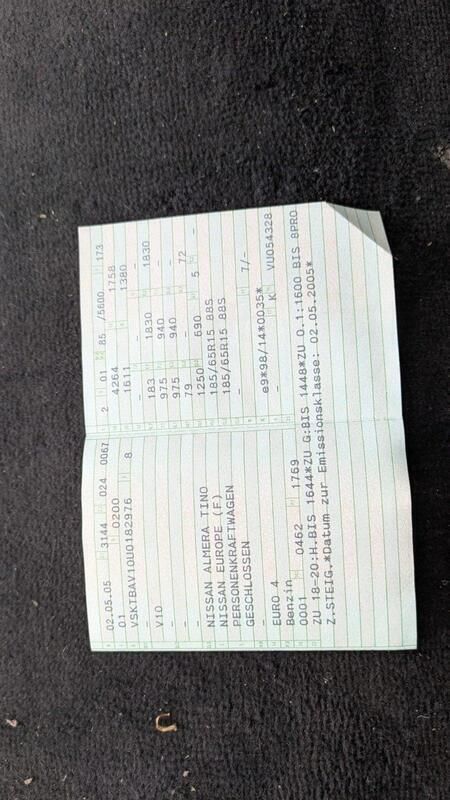 02.05.05 3144 024 0067
01 0200
VSKTBAV10U0182976 8
-
V10
-
-
-
NISSAN ALMERA TINO
NISSAN EUROPE (F)
PERSONENKRAFTWAGEN
GESCHLOSSEN
-
EURO 4
Benzin
0001 0462 1769
2 01 85 /5600 173
4264 1758
1611 1380
-
183 1830 1830
975 940 -
975 940 -
79 - 72
1250 690 5 -
185/65R15 88S
185/65R15 88S
-
7/-
e9*98/14*0035*
- K VU054328
ZU 18-20:H.BIS 1644*ZU G:BIS 1448*ZU O.1:1600 BIS 8PRO
Z.STEIG.*Datum zur Emissionsklasse: 02.05.2005*